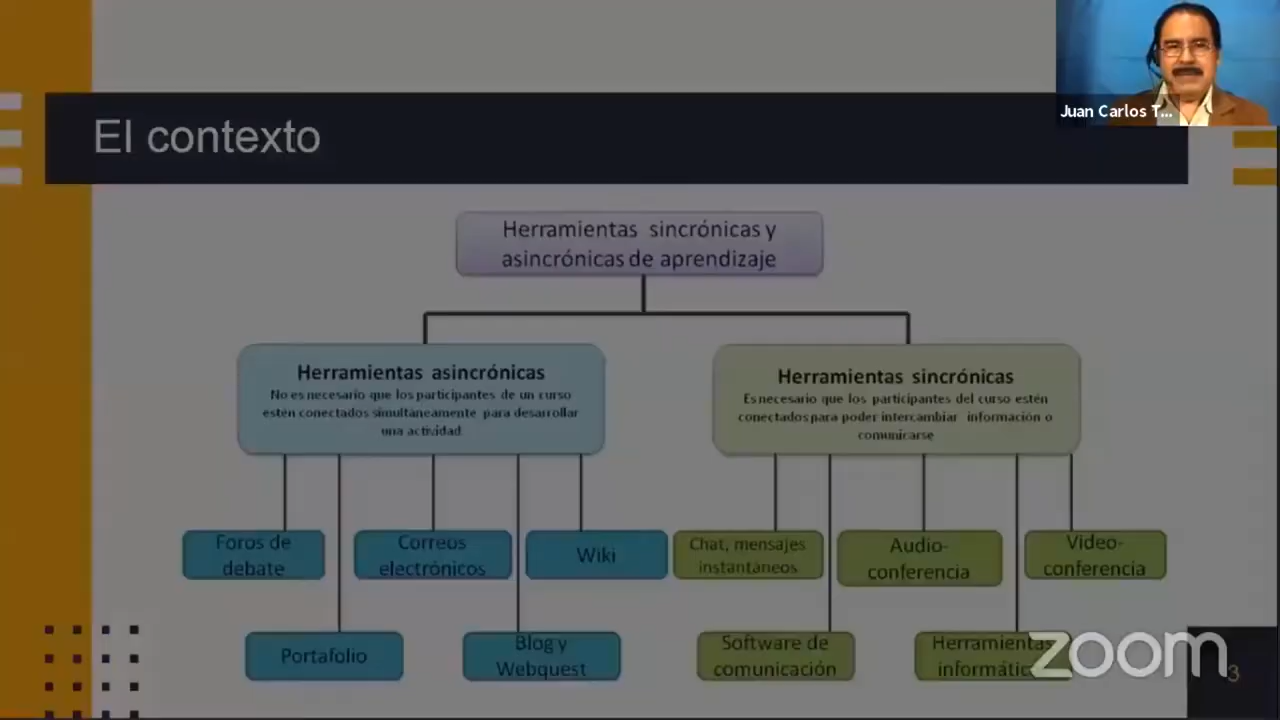 Juan Carlos T...
El contexto
Herramientas sincrónicas y
asincrónicas de aprendizaje
Herramientas asincrónicas
No es necesario que los participantes de un curso
estén conectados simultaneamente para desarrollar
una actividad.
Herramientas sincrónicas
Es necesario que los participantes del curso estén
conectados para poder intercambiar información o
comunicarse
Foros de
debate
Correos
electrónicos
Wiki
Chat, mensajes
instantáneos
Audio-
conferencia
Video-
conferencia
Portafolio
Blog y
Webquest
Software de
comunicación
Herramientas
informátic
zoom
3